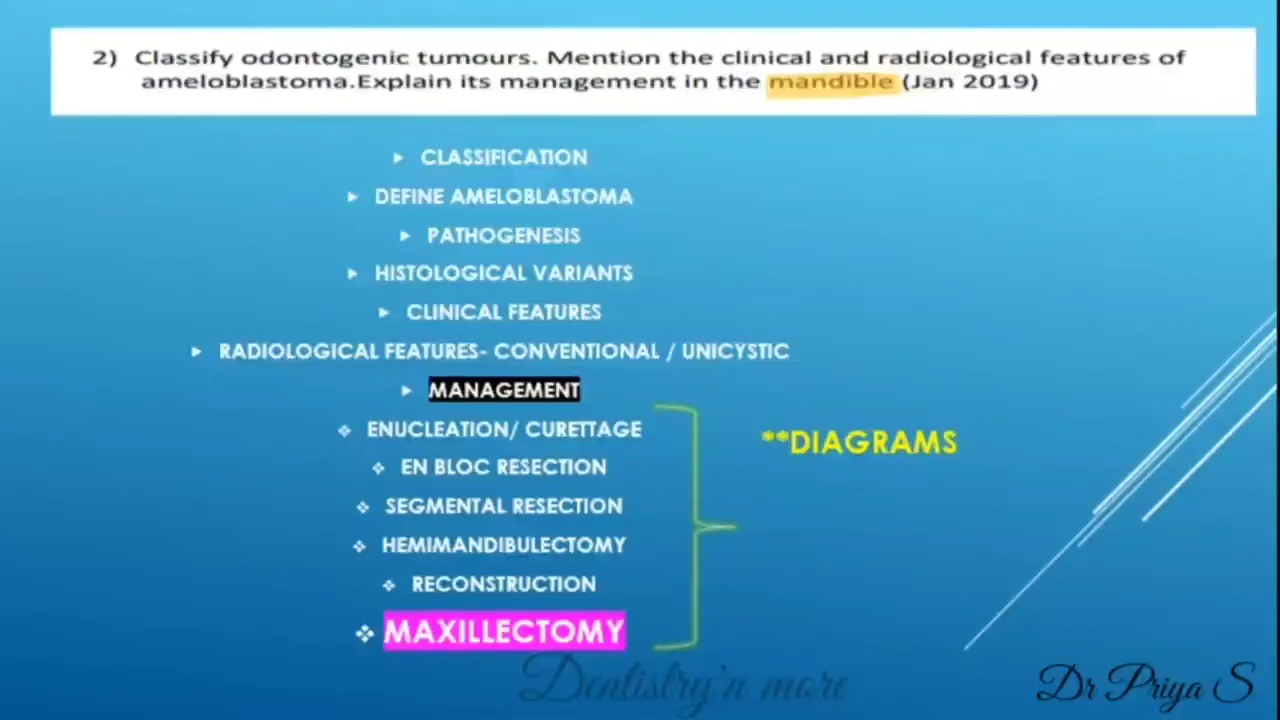 2) Classify odontogenic tumours. Mention the clinical and radiological features of
ameloblastoma.Explain its management in the mandible (Jan 2019)
CLASSIFICATION
DEFINE AMELOBLASTOMA
PATHOGENESIS
HISTOLOGICAL VARIANTS
CLINICAL FEATURES
RADIOLOGICAL FEATURES- CONVENTIONAL / UNICYSTIC
MANAGEMENT
ENUCLEATION/ CURETTAGE
**DIAGRAMS
EN BLOC RESECTION
SEGMENTAL RESECTION
HEMIMANDIBULECTOMY
RECONSTRUCTION
MAXILLECTOMY
Dentistry'n more
Dr Priya S